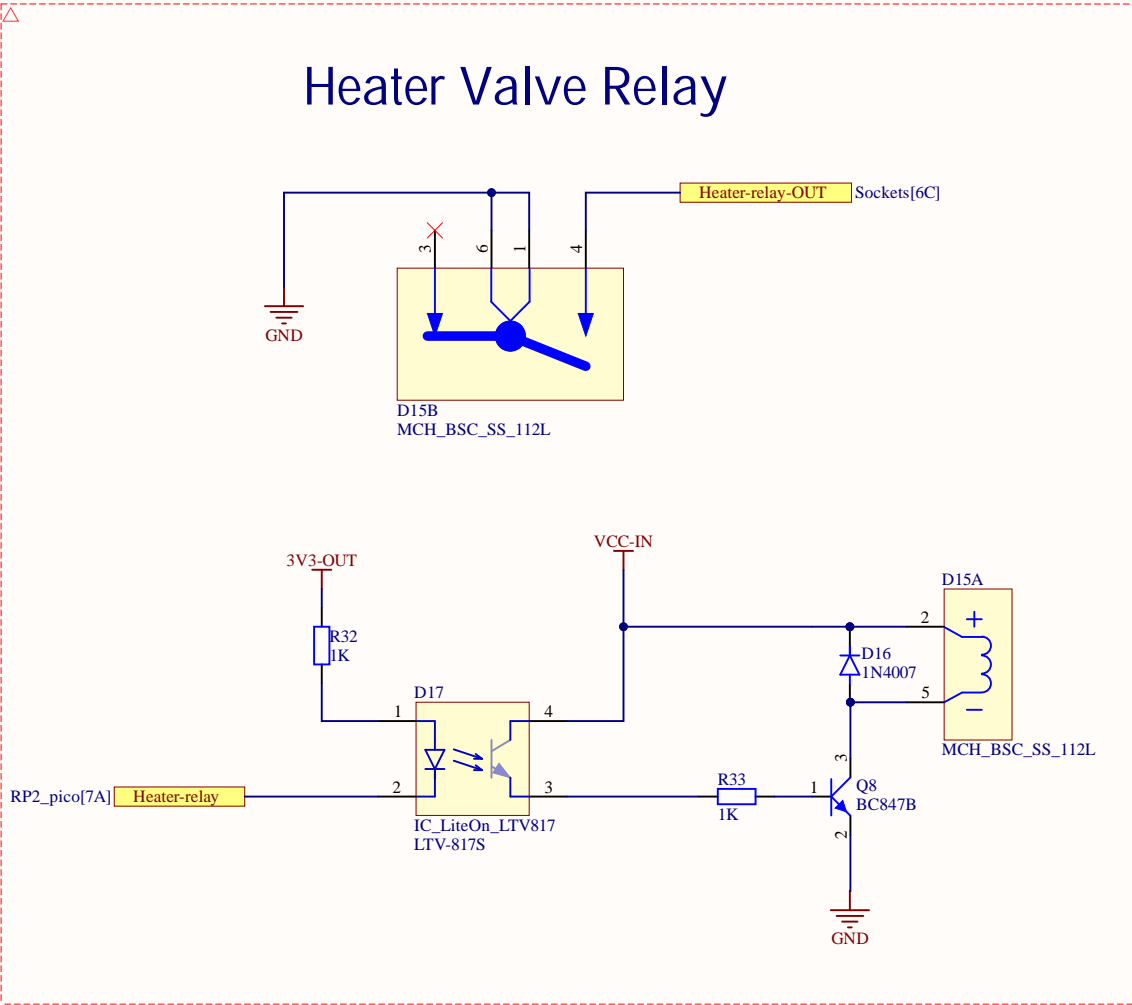 Heater Valve Relay
Heater-relay-OUT Sockets[6C]
3 6 1 4
GND
D15B
MCH_BSC_SS_112L
VCC-IN
3V3-OUT
D15A
R32
1K
2 +
D16
1N4007
D17
5 −
1 4
MCH_BSC_SS_112L
3
R33
Q8
RP2_pico[7A] Heater-relay 2 3 1
BC847B
1K
IC_LiteOn_LTV817
2
LTV-817S
GND